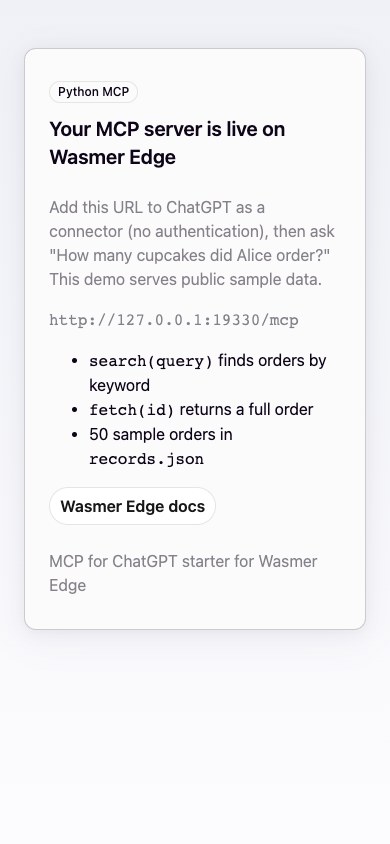 Python MCP
Your MCP server is live on
Wasmer Edge
Add this URL to ChatGPT as a
connector (no authentication), then ask
"How many cupcakes did Alice order?"
This demo serves public sample data.
http://127.0.0.1:19330/mcp
• search(query) finds orders by
keyword
• fetch(id) returns a full order
• 50 sample orders in
records.json
Wasmer Edge docs
MCP for ChatGPT starter for Wasmer
Edge